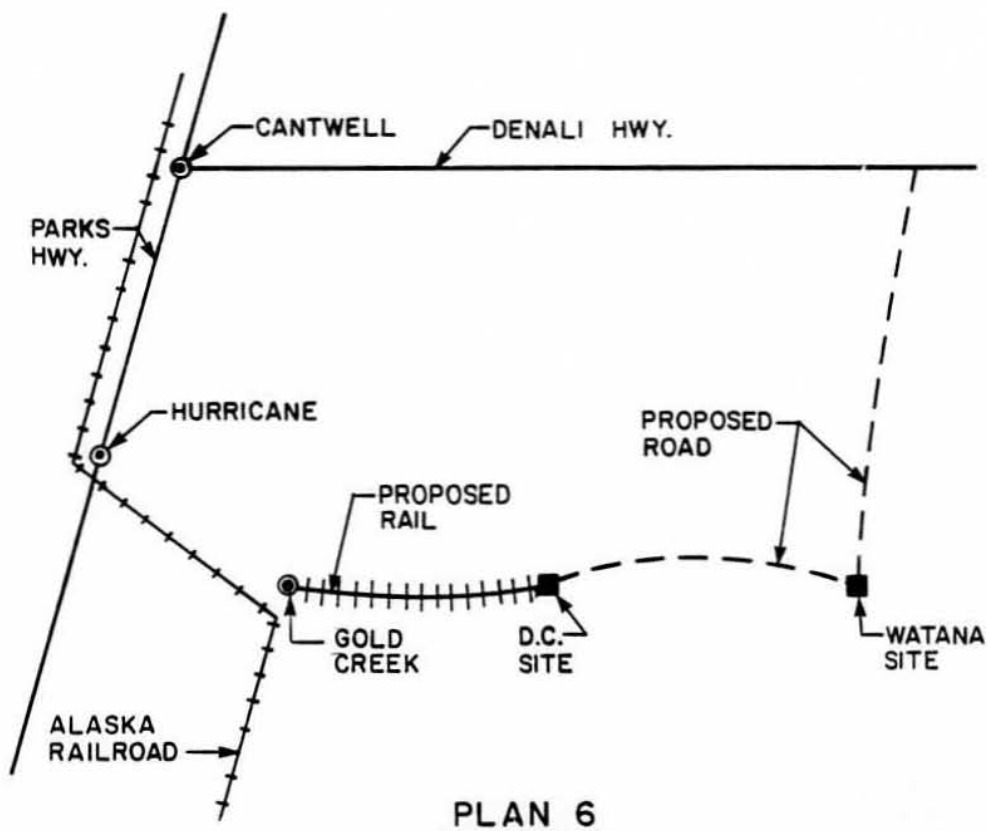 CANTWELL
DENALI HWY.
PARKS
HWY.
HURRICANE
PROPOSED
ROAD
PROPOSED
RAIL
GOLD
CREEK
D.C.
SITE
WATANA
SITE
ALASKA
RAILROAD
PLAN 6